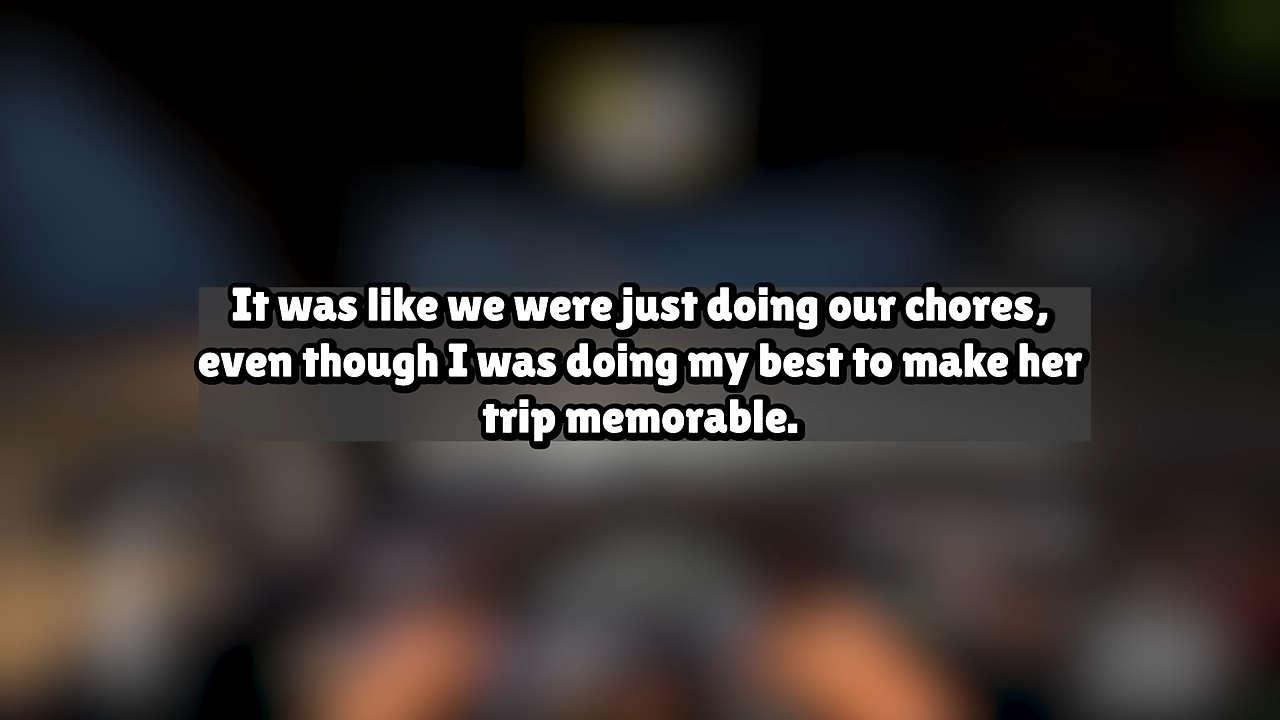 It was like we were just doing our chores,
even though I was doing my best to make her
trip memorable.